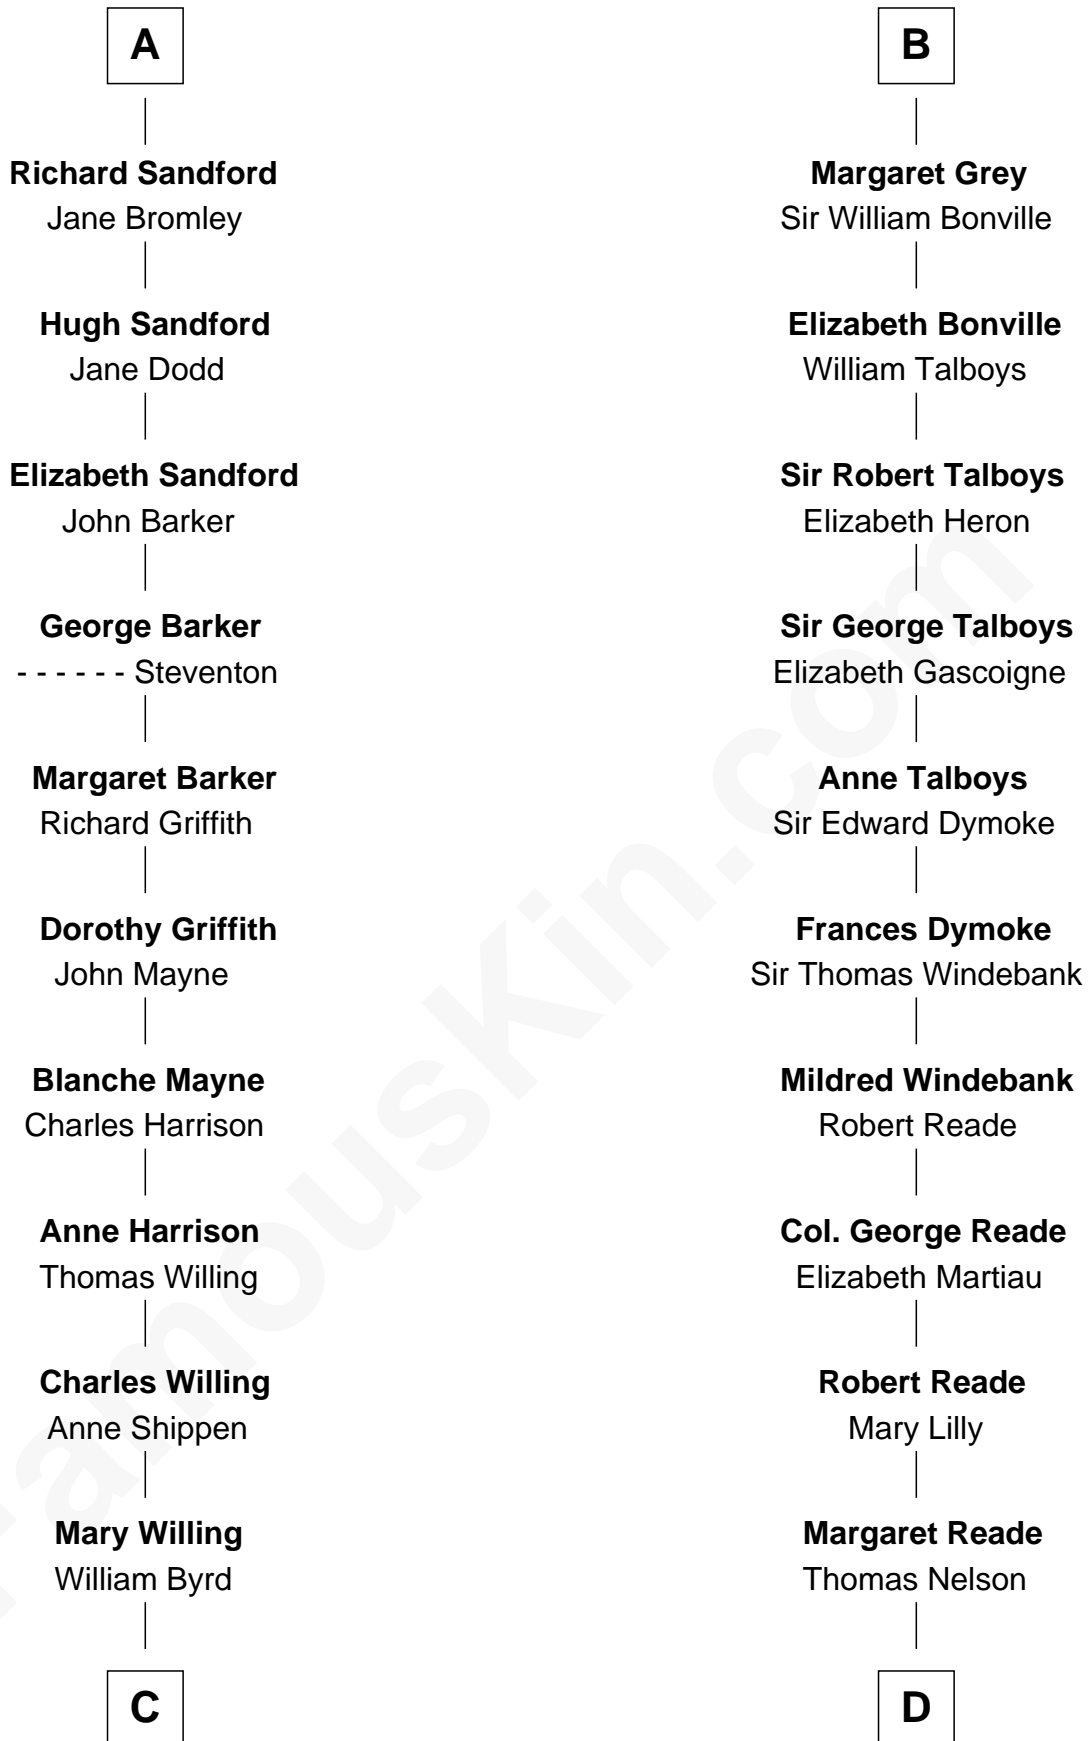 A
Richard Sandford
Jane Bromley
Hugh Sandford
Jane Dodd
Elizabeth Sandford
John Barker
George Barker
- - - - - - Steventon
Margaret Barker
Richard Griffith
Dorothy Griffith
John Mayne
Blanche Mayne
Charles Harrison
Anne Harrison
Thomas Willing
Charles Willing
Anne Shippen
Mary Willing
William Byrd
C
B
Margaret Grey
Sir William Bonville
Elizabeth Bonville
William Talboys
Sir Robert Talboys
Elizabeth Heron
Sir George Talboys
Elizabeth Gascoigne
Anne Talboys
Sir Edward Dymoke
Frances Dymoke
Sir Thomas Windebank
Mildred Windebank
Robert Reade
Col. George Reade
Elizabeth Martiau
Robert Reade
Mary Lilly
Margaret Reade
Thomas Nelson
D
FamousKin.com